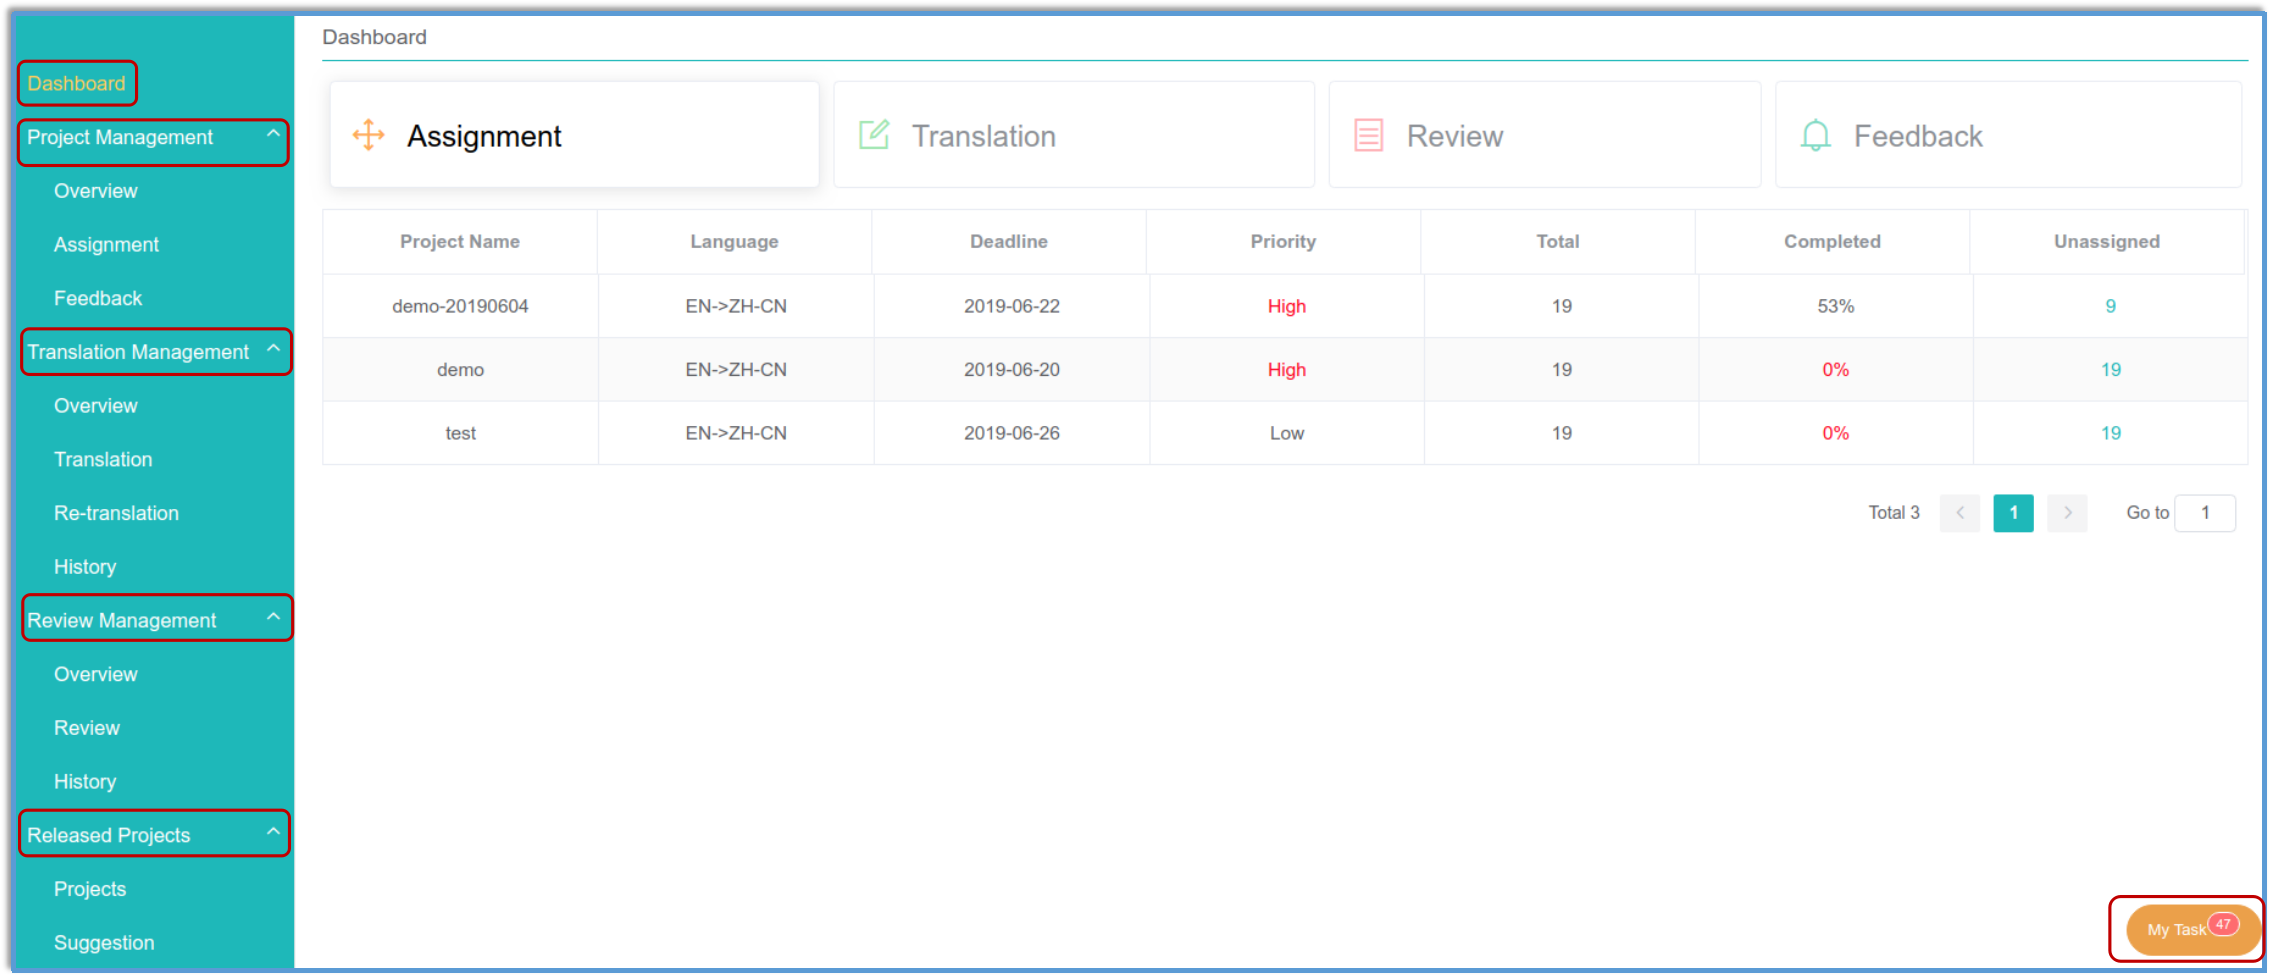 Dashboard
Project Management
Overview
Assignment
Feedback
Translation Management
Overview
Translation
Re-translation
History
Review Management
Overview
Review
History
Released Projects
Projects
Suggestion
Dashboard
Assignment Translation Review Feedback
Project Name Language Deadline Priority Total Completed Unassigned
demo-20190604 EN->ZH-CN 2019-06-22 High 19 53% 9
demo EN->ZH-CN 2019-06-20 High 19 0% 19
test EN->ZH-CN 2019-06-26 Low 19 0% 19
Total 3 < 1 > Go to 1
My Task 47